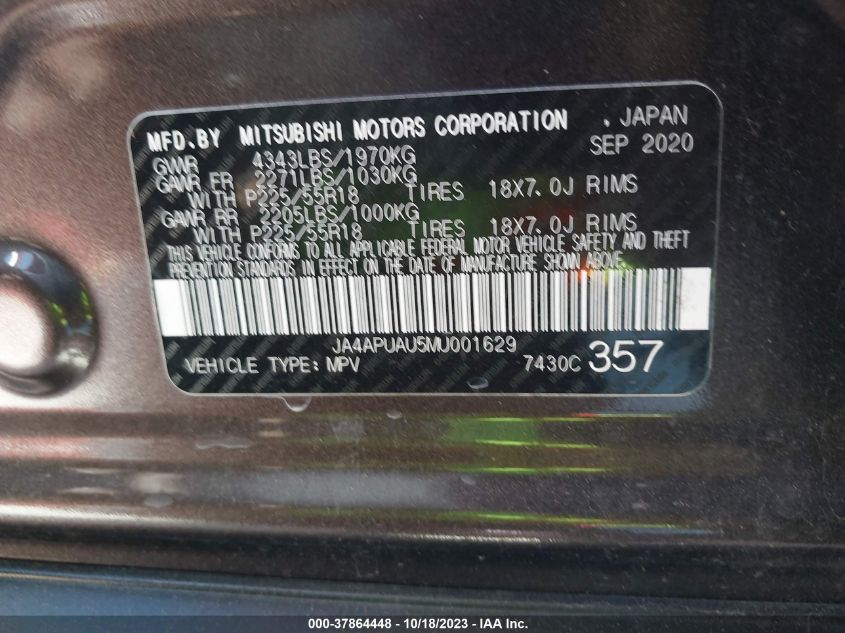 MFD.BY MITSUBISHI MOTORS CORPORATION , JAPAN
GWR 4343LBS/1970KG SEP 2020
GAWR FR 2271LBS/1030KG
WITH P225/55R18 TIRES 18X7.0J RIMS
GAWR RR 2205LBS/1000KG
WITH P225/55R18 TIRES 18X7.0J RIMS
THIS VEHICLE CONFORMS TO ALL APPLICABLE FEDERAL MOTOR VEHICLE SAFETY AND THEFT
PREVENTION STANDARDS IN EFFECT ON THE DATE OF MANUFACTURE SHOWN ABOVE.
JA4APUAU5MU001629
VEHICLE TYPE: MPV 7430C 357
000-37864448 - 10/18/2023 - IAA Inc.